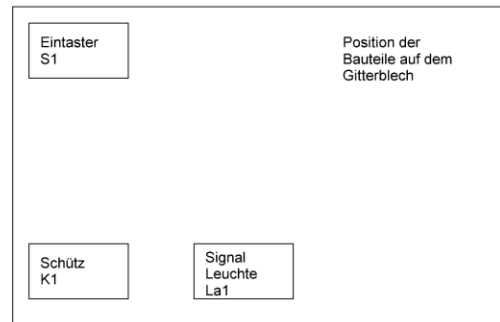 Eintaster
S1
Position der
Bauteile auf dem
Gitterblech
Schütz
K1
Signal
Leuchte
La1